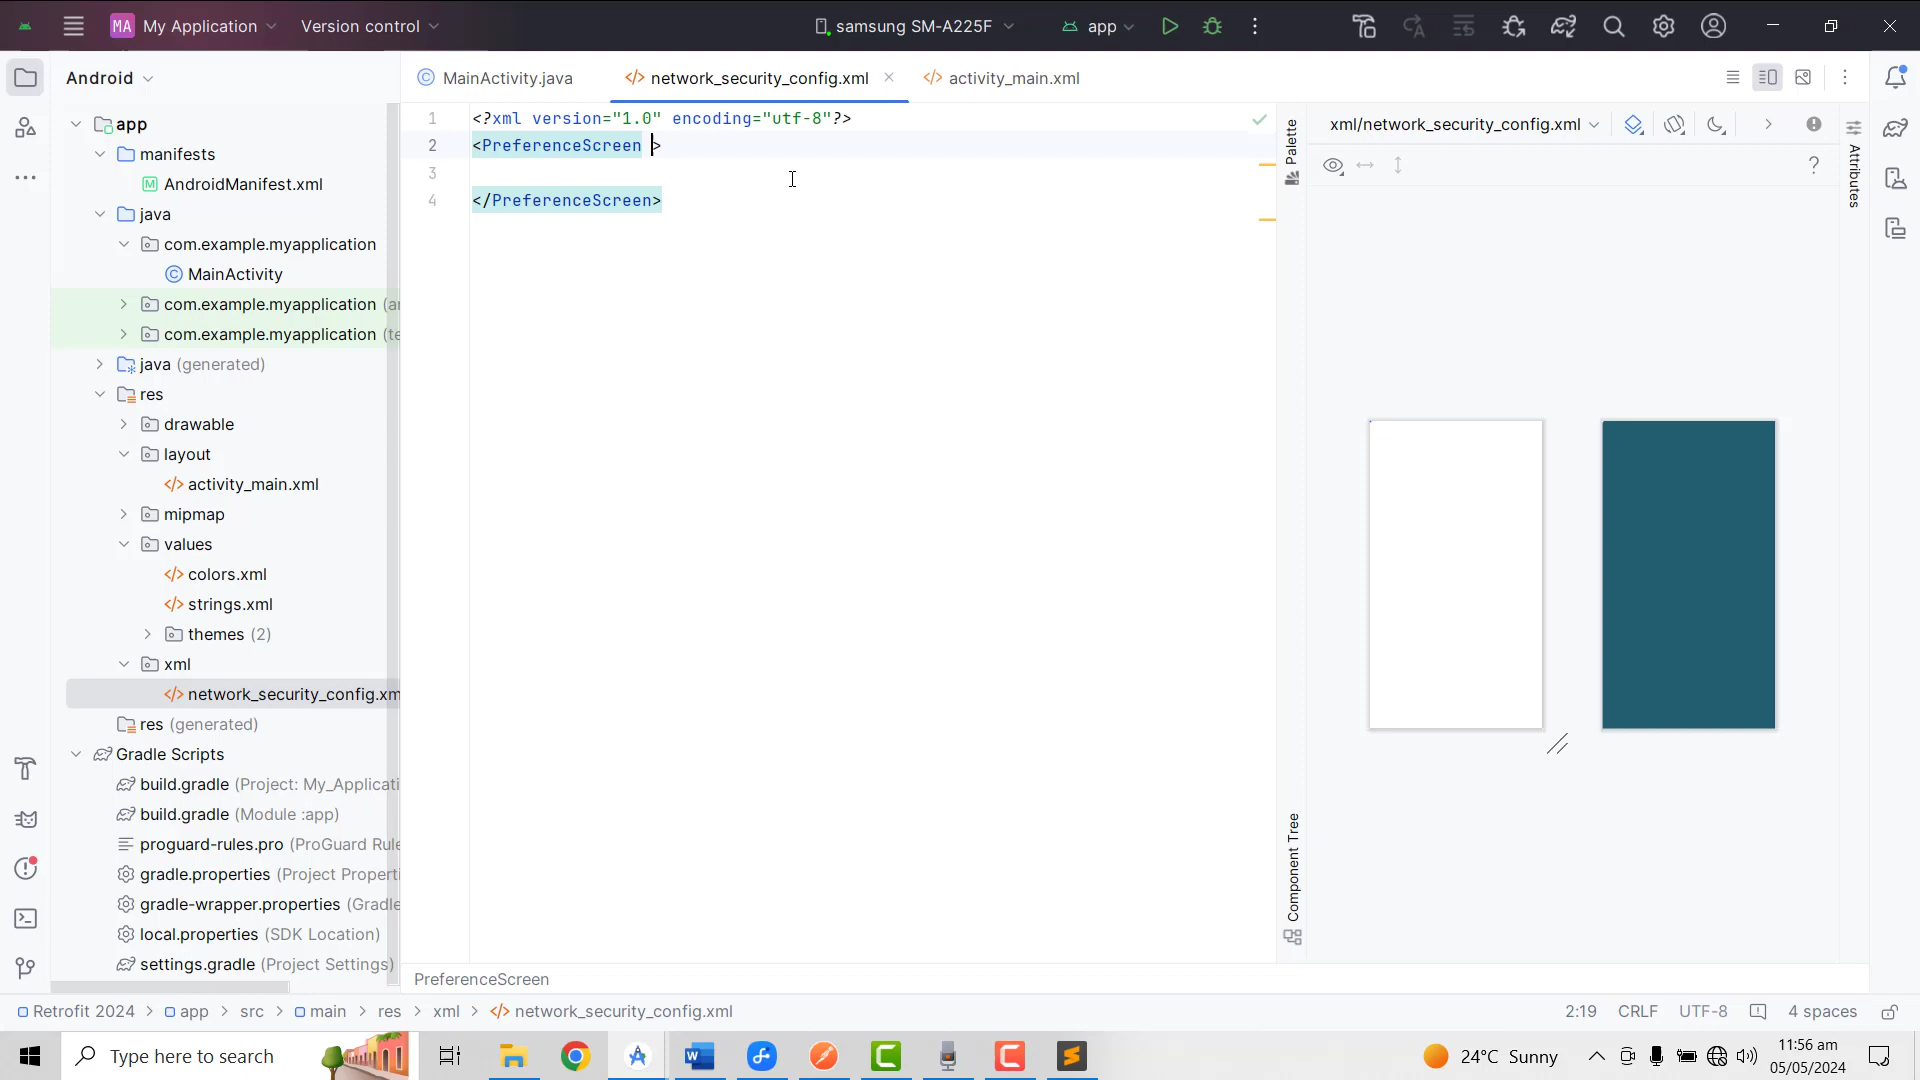 MA My Application
Version control
samsung SM-A225F
app
Android
MainActivity.java
network_security_config.xml
activity_main.xml
app
manifests
AndroidManifest.xml
java
com.example.myapplication
MainActivity
com.example.myapplication (a
com.example.myapplication (te
java (generated)
res
drawable
layout
activity_main.xml
mipmap
values
colors.xml
strings.xml
themes (2)
xml
network_security_config.xm
res (generated)
Gradle Scripts
build.gradle (Project: My_Applicati
build.gradle (Module :app)
proguard-rules.pro (ProGuard Rule
gradle.properties (Project Properti
gradle-wrapper.properties (Gradle
local.properties (SDK Location)
settings.gradle (Project Settings)
1 <?xml version="1.0" encoding="utf-8"?>
2 <PreferenceScreen >
3
4 </PreferenceScreen>
Palette
xml/network_security_config.xml
Attributes
Component Tree
PreferenceScreen
Retrofit 2024 > app > src > main > res > xml > network_security_config.xml
2:19 CRLF UTF-8 4 spaces
Type here to search
24°C Sunny
11:56 am
05/05/2024